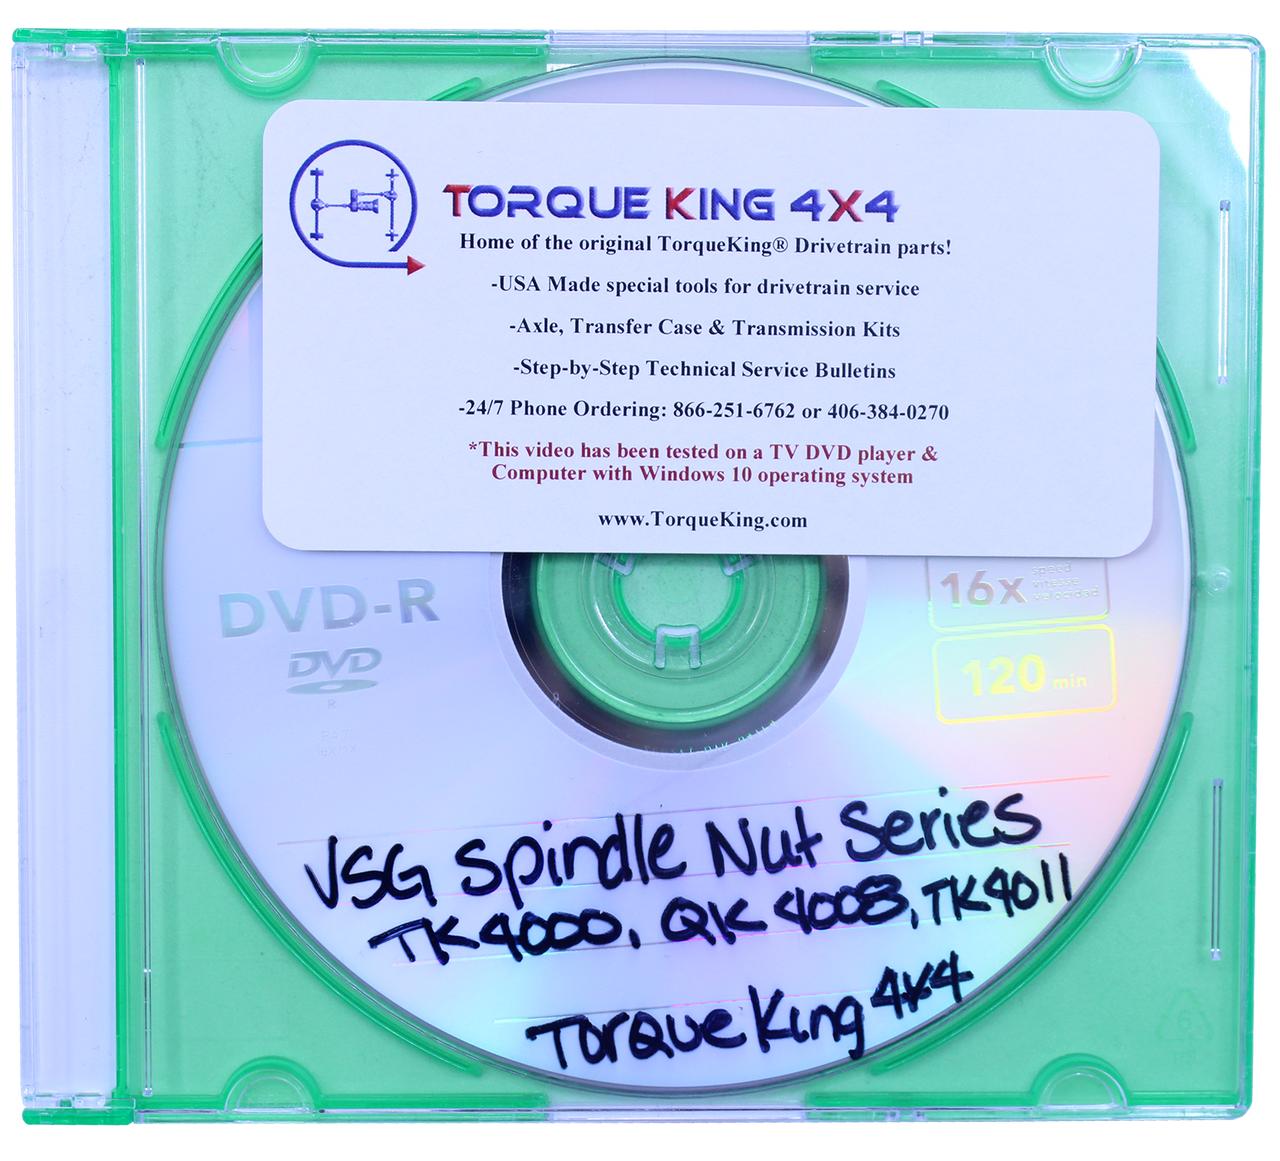 TORQUE KING 4X4
Home of the original TorqueKing® Drivetrain parts!
-USA Made special tools for drivetrain service
-Axle, Transfer Case & Transmission Kits
-Step-by-Step Technical Service Bulletins
-24/7 Phone Ordering: 866-251-6762 or 406-384-0270
*This video has been tested on a TV DVD player &
Computer with Windows 10 operating system
www.TorqueKing.com
DVD-R
DVD
R
16x
speed
vitesse
velocidad
120 min
VSG Spindle Nut Series
TK4000, QK4008, TK4011
Torque King 4x4